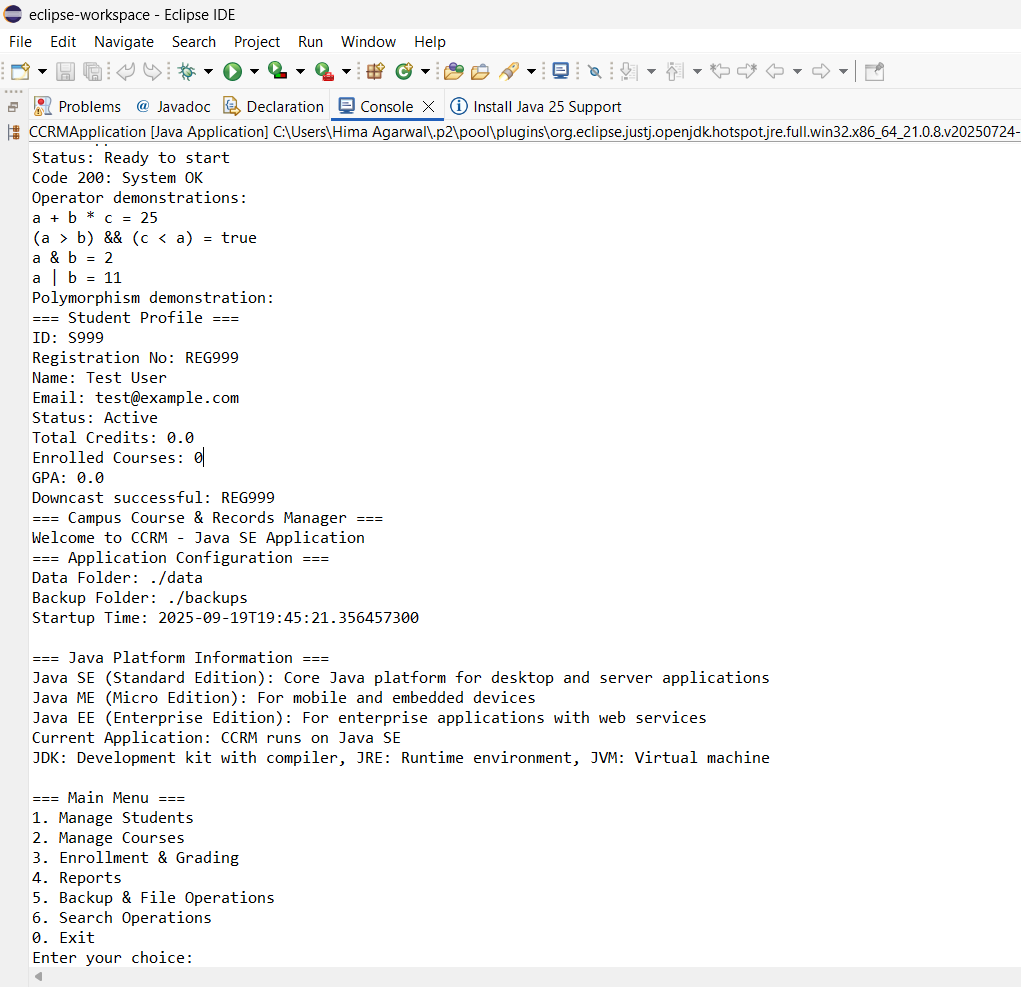 eclipse-workspace - Eclipse IDE
File Edit Navigate Search Project Run Window Help
Problems @ Javadoc Declaration Console Install Java 25 Support
CCRMApplication [Java Application] C:\Users\Hima Agarwal\.p2\pool\plugins\org.eclipse.justj.openjdk.hotspot.jre.full.win32.x86_64_21.0.8.v20250724-
Status: Ready to start
Code 200: System OK
Operator demonstrations:
a + b * c = 25
(a > b) && (c < a) = true
a & b = 2
a | b = 11
Polymorphism demonstration:
=== Student Profile ===
ID: S999
Registration No: REG999
Name: Test User
Email: test@example.com
Status: Active
Total Credits: 0.0
Enrolled Courses: 0
GPA: 0.0
Downcast successful: REG999
=== Campus Course & Records Manager ===
Welcome to CCRM - Java SE Application
=== Application Configuration ===
Data Folder: ./data
Backup Folder: ./backups
Startup Time: 2025-09-19T19:45:21.356457300
=== Java Platform Information ===
Java SE (Standard Edition): Core Java platform for desktop and server applications
Java ME (Micro Edition): For mobile and embedded devices
Java EE (Enterprise Edition): For enterprise applications with web services
Current Application: CCRM runs on Java SE
JDK: Development kit with compiler, JRE: Runtime environment, JVM: Virtual machine
=== Main Menu ===
1. Manage Students
2. Manage Courses
3. Enrollment & Grading
4. Reports
5. Backup & File Operations
6. Search Operations
0. Exit
Enter your choice: